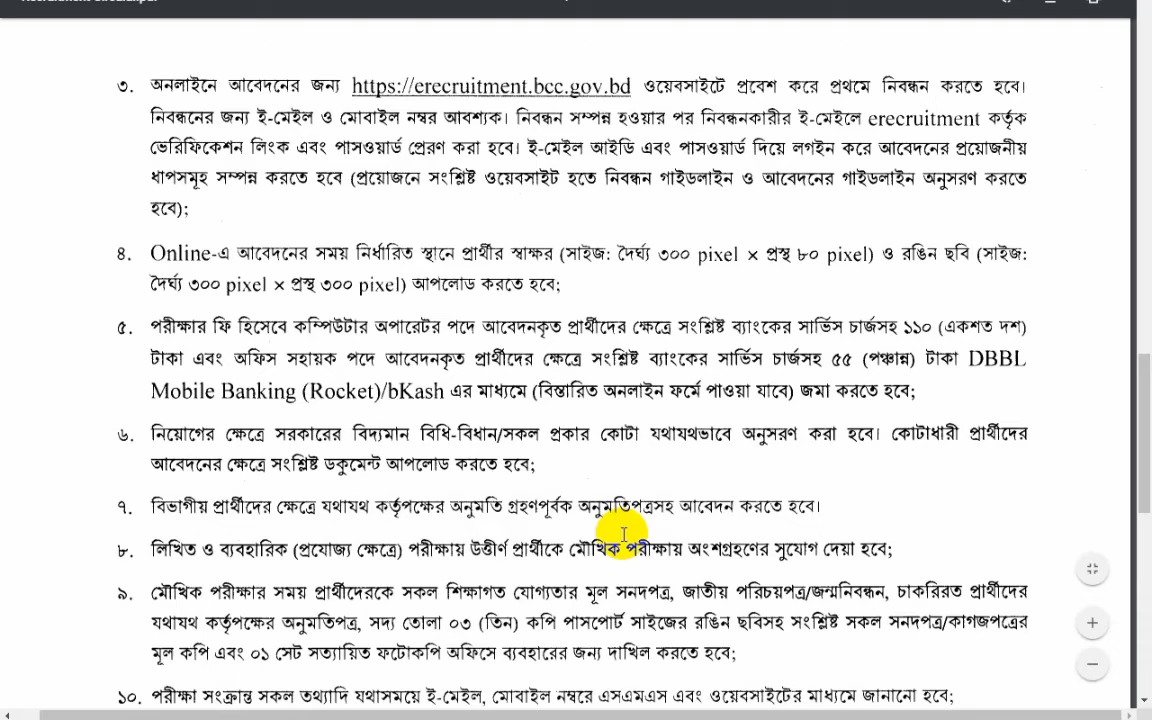 ৩. অনলাইনে আবেদনের জন্য https://erecruitment.bcc.gov.bd ওয়েবসাইটে প্রবেশ করে প্রথমে নিবন্ধন করতে হবে।
নিবন্ধনের জন্য ই-মেইল ও মোবাইল নম্বর আবশ্যক। নিবন্ধন সম্পন্ন হওয়ার পর নিবন্ধনকারীর ই-মেইলে erecruitment কর্তৃক
ভেরিফিকেশন লিংক এবং পাসওয়ার্ড প্রেরণ করা হবে। ই-মেইল আইডি এবং পাসওয়ার্ড দিয়ে লগইন করে আবেদনের প্রয়োজনীয়
ধাপসমূহ সম্পন্ন করতে হবে (প্রয়োজনে সংশ্লিষ্ট ওয়েবসাইট হতে নিবন্ধন গাইডলাইন ও আবেদনের গাইডলাইন অনুসরণ করতে
হবে);
৪. Online-এ আবেদনের সময় নির্ধারিত স্থানে প্রার্থীর স্বাক্ষর (সাইজ: দৈর্ঘ্য ৩০০ pixel × প্রস্থ ৮০ pixel) ও রঙিন ছবি (সাইজ:
দৈর্ঘ্য ৩০০ pixel × প্রস্থ ৩০০ pixel) আপলোড করতে হবে;
৫. পরীক্ষার ফি হিসেবে কম্পিউটার অপারেটর পদে আবেদনকৃত প্রার্থীদের ক্ষেত্রে সংশ্লিষ্ট ব্যাংকের সার্ভিস চার্জসহ ১১০ (একশত দশ)
টাকা এবং অফিস সহায়ক পদে আবেদনকৃত প্রার্থীদের ক্ষেত্রে সংশ্লিষ্ট ব্যাংকের সার্ভিস চার্জসহ ৫৫ (পঞ্চান্ন) টাকা DBBL
Mobile Banking (Rocket)/bKash এর মাধ্যমে (বিস্তারিত অনলাইন ফর্মে পাওয়া যাবে) জমা করতে হবে;
৬. নিয়োগের ক্ষেত্রে সরকারের বিদ্যমান বিধি-বিধান/সকল প্রকার কোটা যথাযথভাবে অনুসরণ করা হবে। কোটাধারী প্রার্থীদের
আবেদনের ক্ষেত্রে সংশ্লিষ্ট ডকুমেন্ট আপলোড করতে হবে;
৭. বিভাগীয় প্রার্থীদের ক্ষেত্রে যথাযথ কর্তৃপক্ষের অনুমতি গ্রহণপূর্বক অনুমতিপত্রসহ আবেদন করতে হবে।
৮. লিখিত ও ব্যবহারিক (প্রযোজ্য ক্ষেত্রে) পরীক্ষায় উত্তীর্ণ প্রার্থীকে মৌখিক পরীক্ষায় অংশগ্রহণের সুযোগ দেয়া হবে;
৯. মৌখিক পরীক্ষার সময় প্রার্থীদেরকে সকল শিক্ষাগত যোগ্যতার মূল সনদপত্র, জাতীয় পরিচয়পত্র/জন্মনিবন্ধন, চাকরিরত প্রার্থীদের
যথাযথ কর্তৃপক্ষের অনুমতিপত্র, সদ্য তোলা ০৩ (তিন) কপি পাসপোর্ট সাইজের রঙিন ছবিসহ সংশ্লিষ্ট সকল সনদপত্র/কাগজপত্রের
মূল কপি এবং ০১ সেট সত্যায়িত ফটোকপি অফিসে ব্যবহারের জন্য দাখিল করতে হবে;
১০. পরীক্ষা সংক্রান্ত সকল তথ্যাদি যথাসময়ে ই-মেইল, মোবাইল নম্বরে এসএমএস এবং ওয়েবসাইটের মাধ্যমে জানানো হবে;